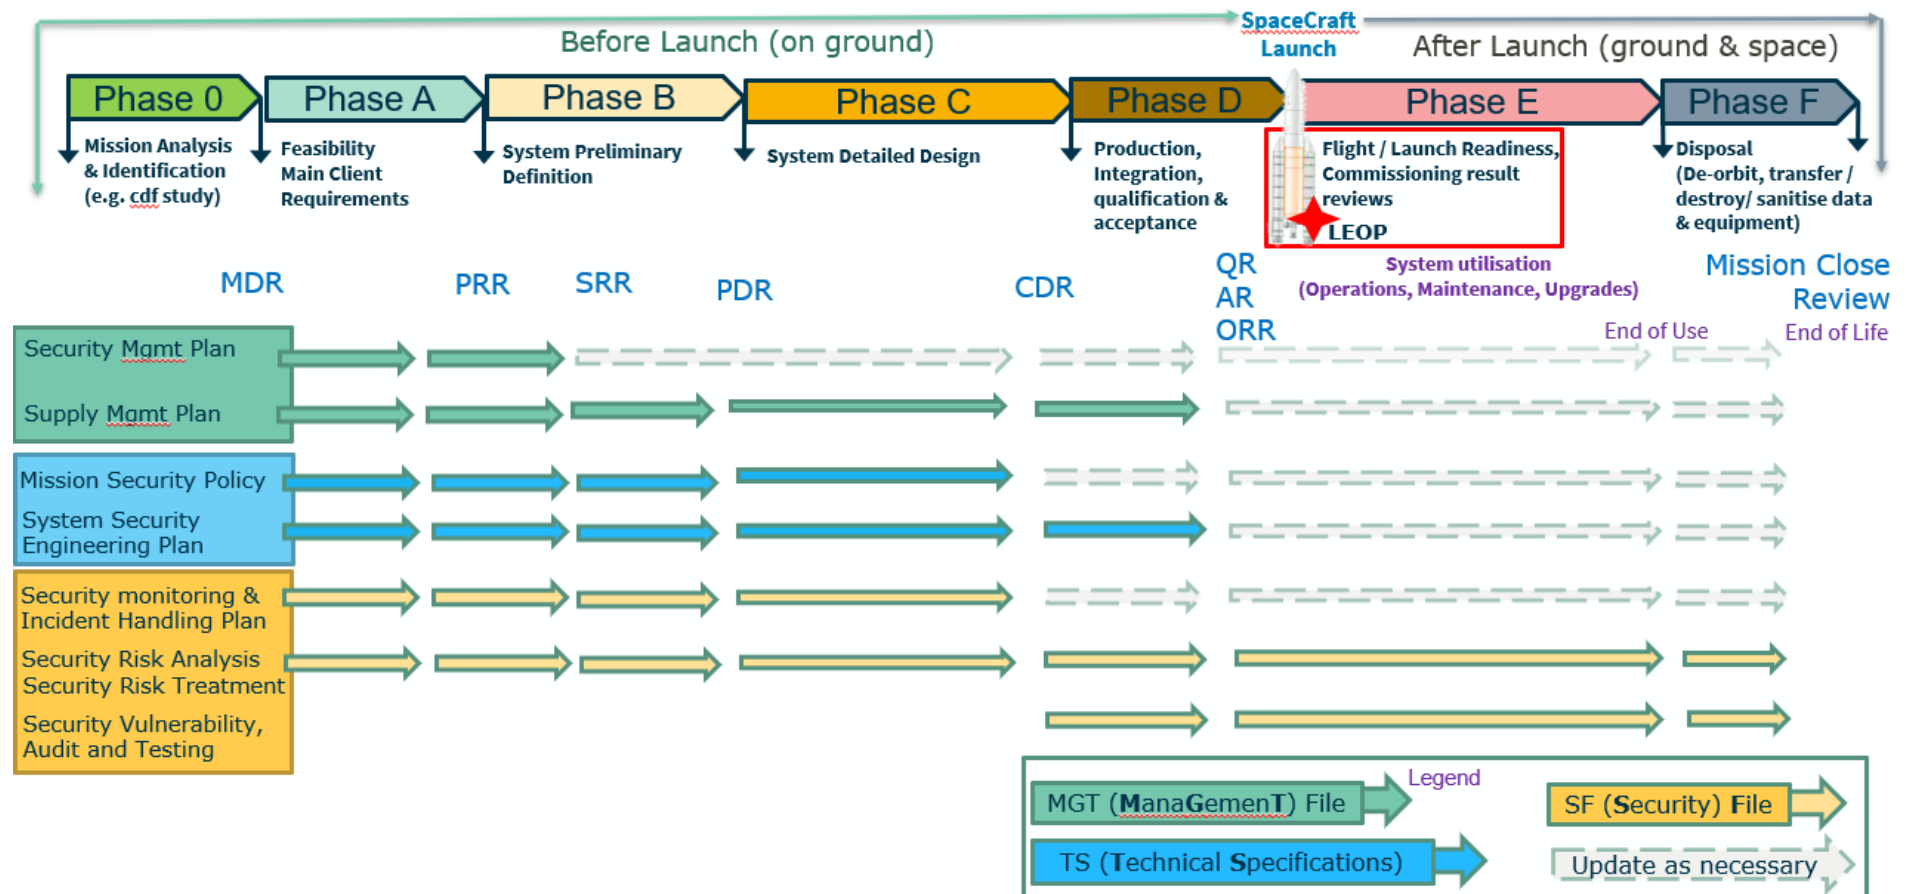 SpaceCraft
Launch
Before Launch (on ground)
After Launch (ground & space)
Phase 0
Phase A
Phase B
Phase C
Phase D
Phase E
Phase F
Mission Analysis
& Identification
(e.g. cdf study)
Feasibility
Main Client
Requirements
System Preliminary
Definition
System Detailed Design
Production,
Integration,
qualification &
acceptance
Flight / Launch Readiness,
Commissioning result
reviews
LEOP
Disposal
(De-orbit, transfer /
destroy/ sanitise data
& equipment)
System utilisation
(Operations, Maintenance, Upgrades)
MDR
PRR
SRR
PDR
CDR
QR
AR
ORR
Mission Close
Review
End of Use
End of Life
Security Mgmt Plan
Supply Mgmt Plan
Mission Security Policy
System Security
Engineering Plan
Security monitoring &
Incident Handling Plan
Security Risk Analysis
Security Risk Treatment
Security Vulnerability,
Audit and Testing
Legend
MGT (ManaGemenT) File
SF (Security) File
TS (Technical Specifications)
Update as necessary